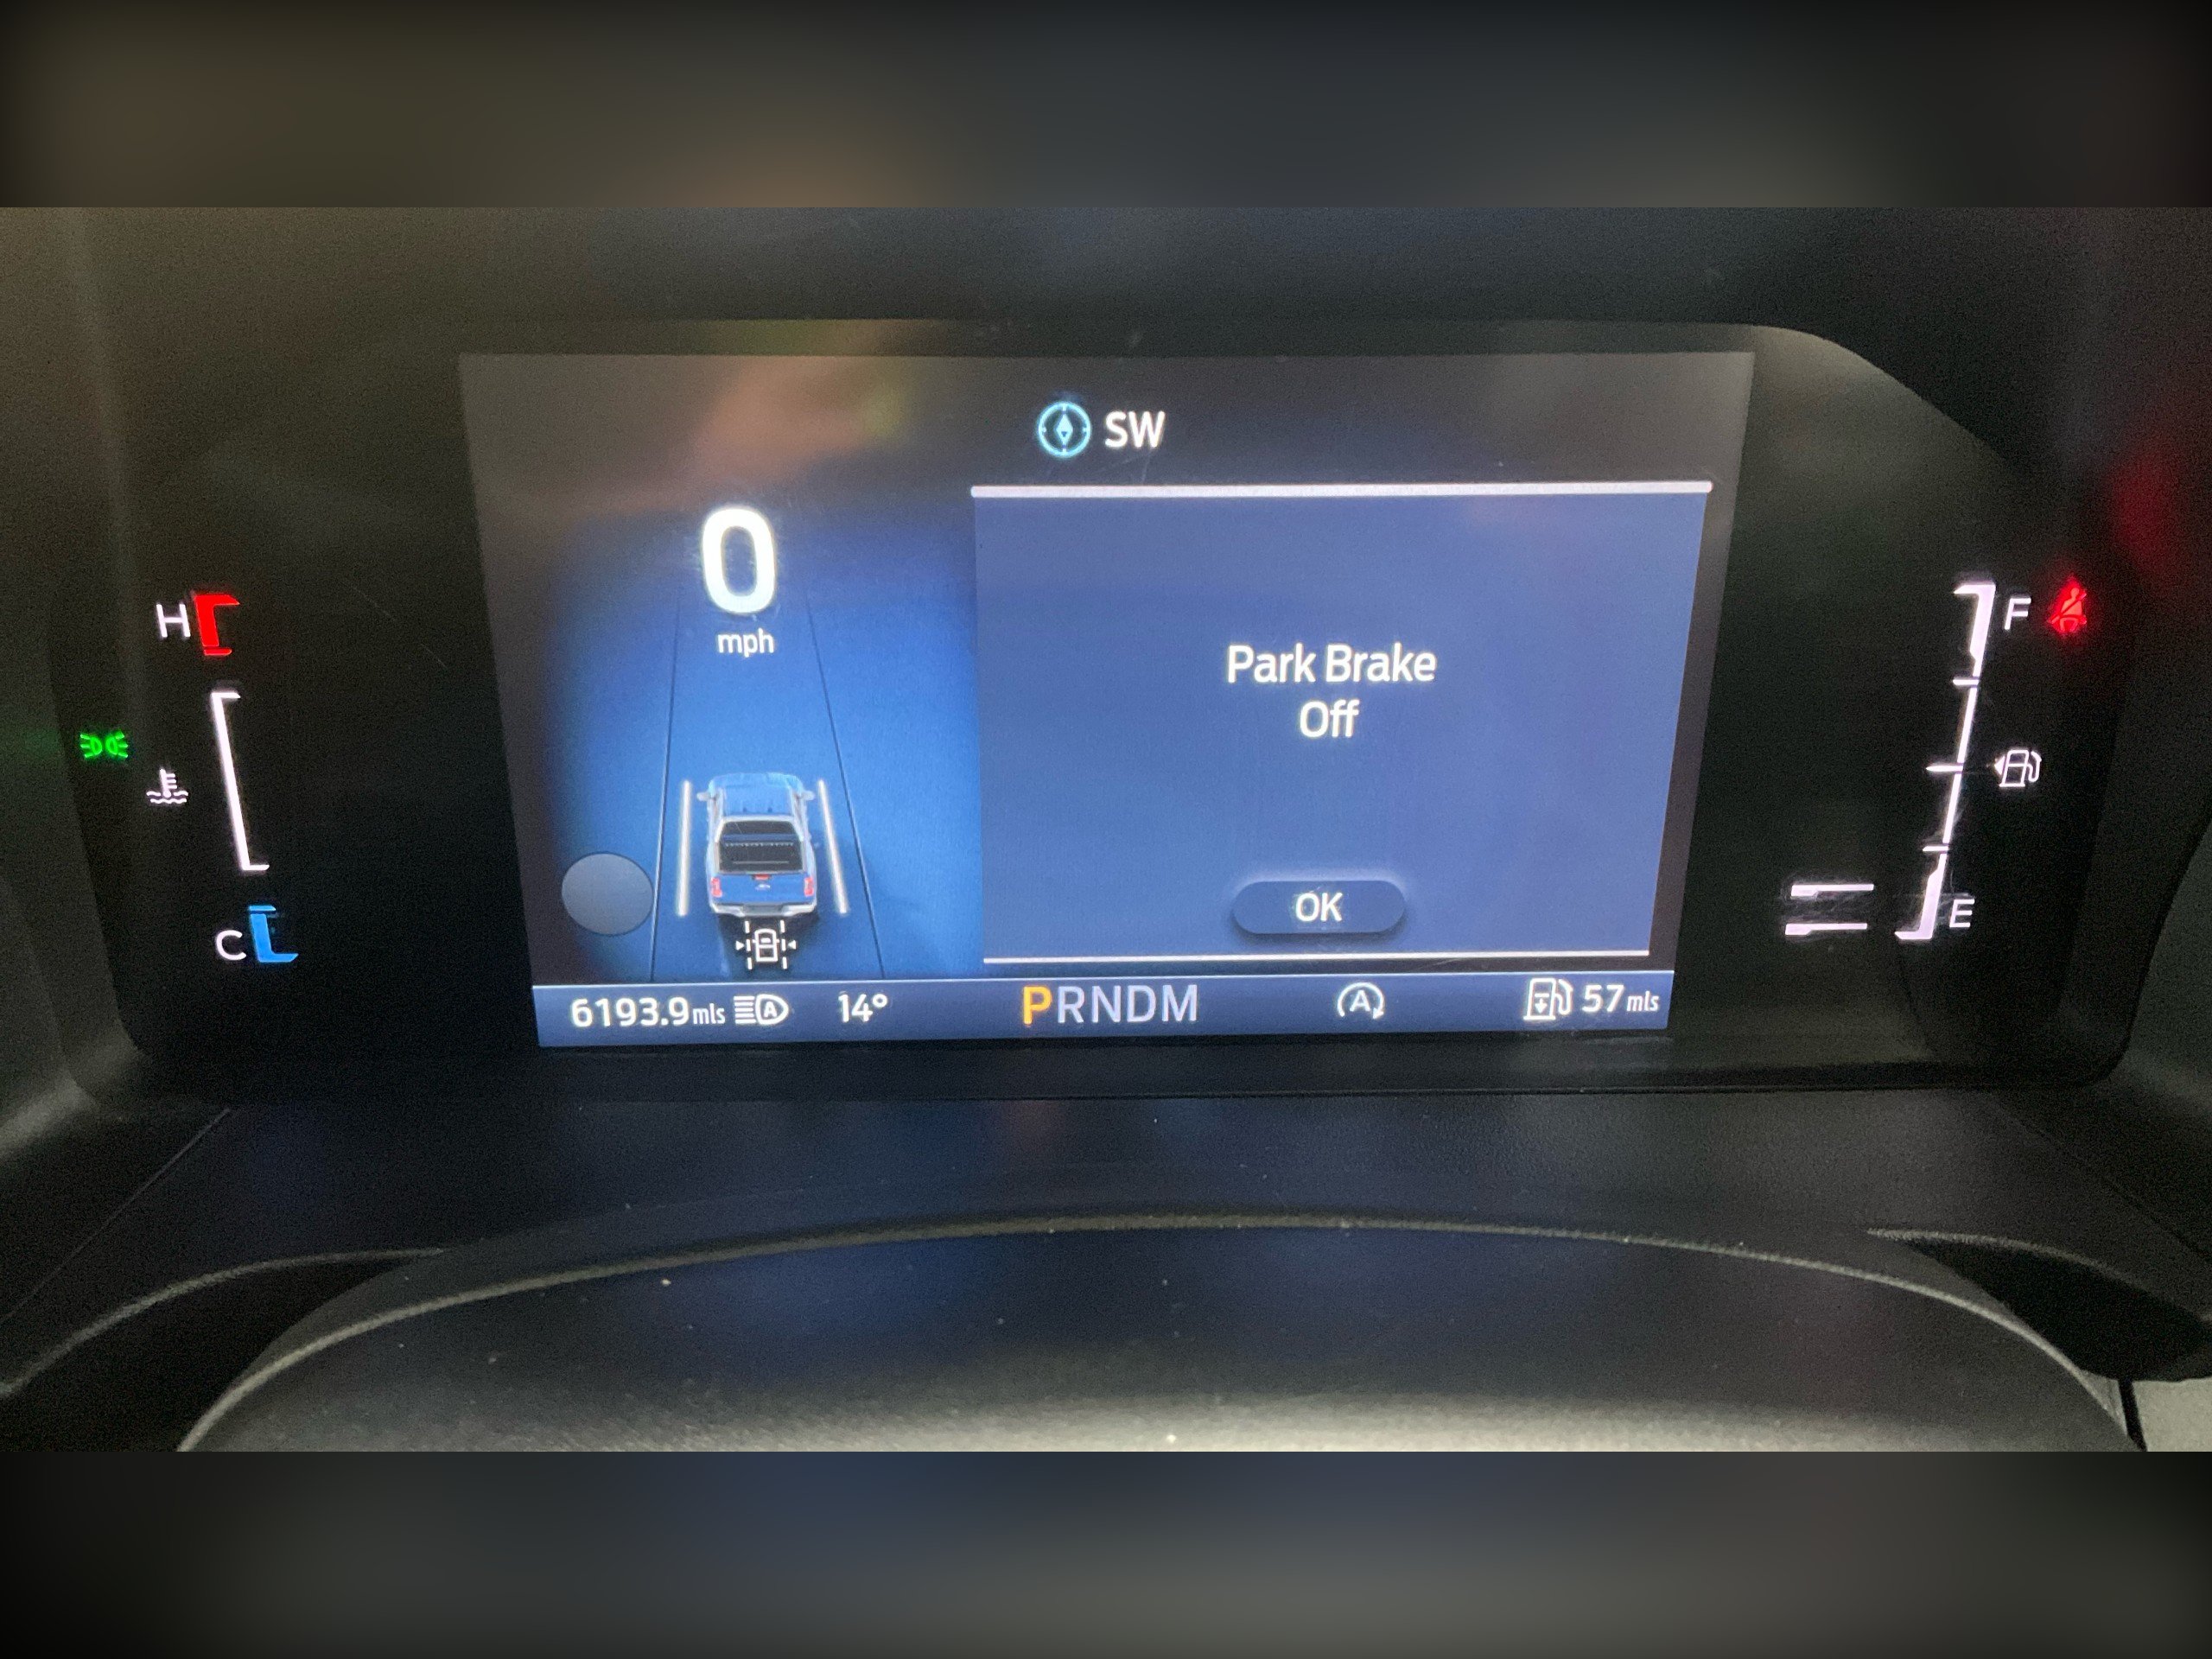 SW
0
mph
H
F
Park Brake
Off
OK
C
E
6193.9mls A 14° PRNDM A 57mls